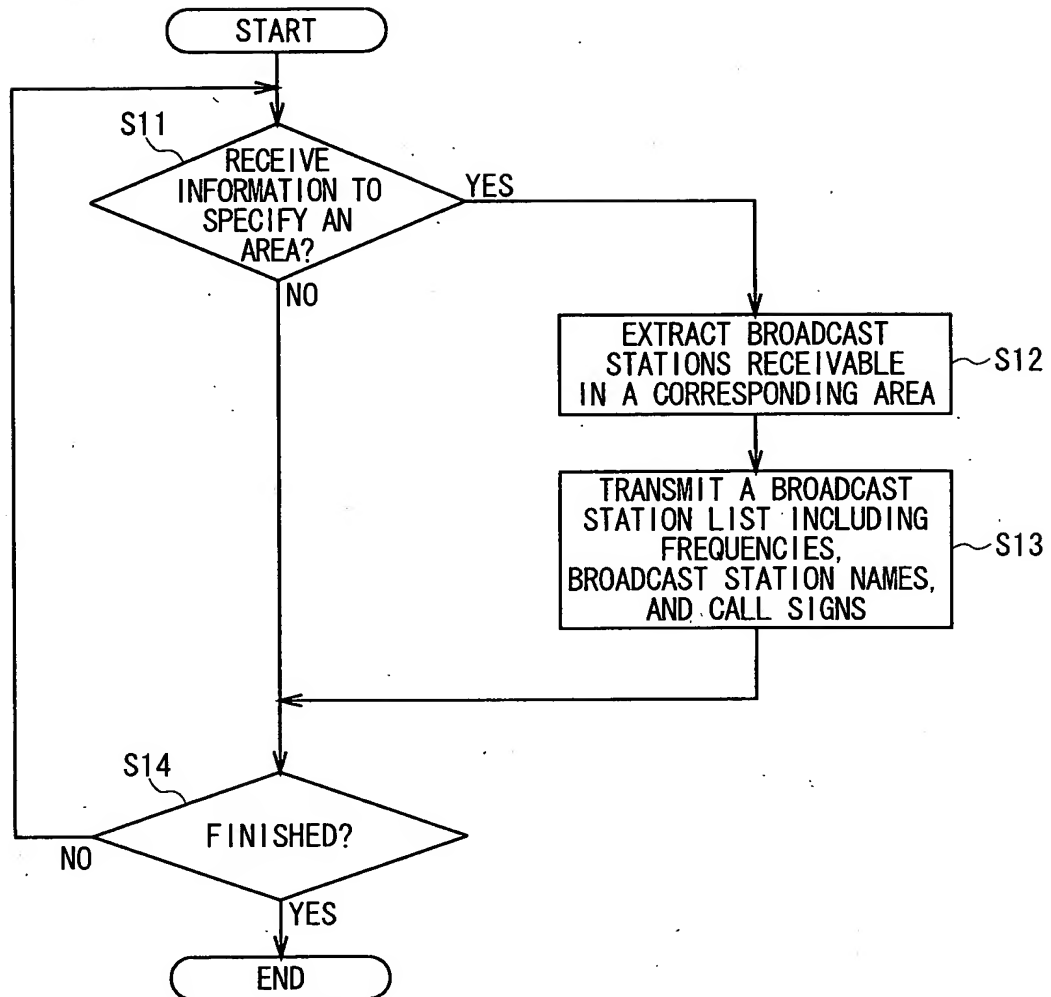 START
S11
RECEIVE
INFORMATION TO
SPECIFY AN
AREA?
YES
NO
EXTRACT BROADCAST
STATIONS RECEIVABLE
IN A CORRESPONDING AREA
S12
TRANSMIT A BROADCAST
STATION LIST INCLUDING
FREQUENCIES,
BROADCAST STATION NAMES,
AND CALL SIGNS
S13
S14
FINISHED?
NO
YES
END